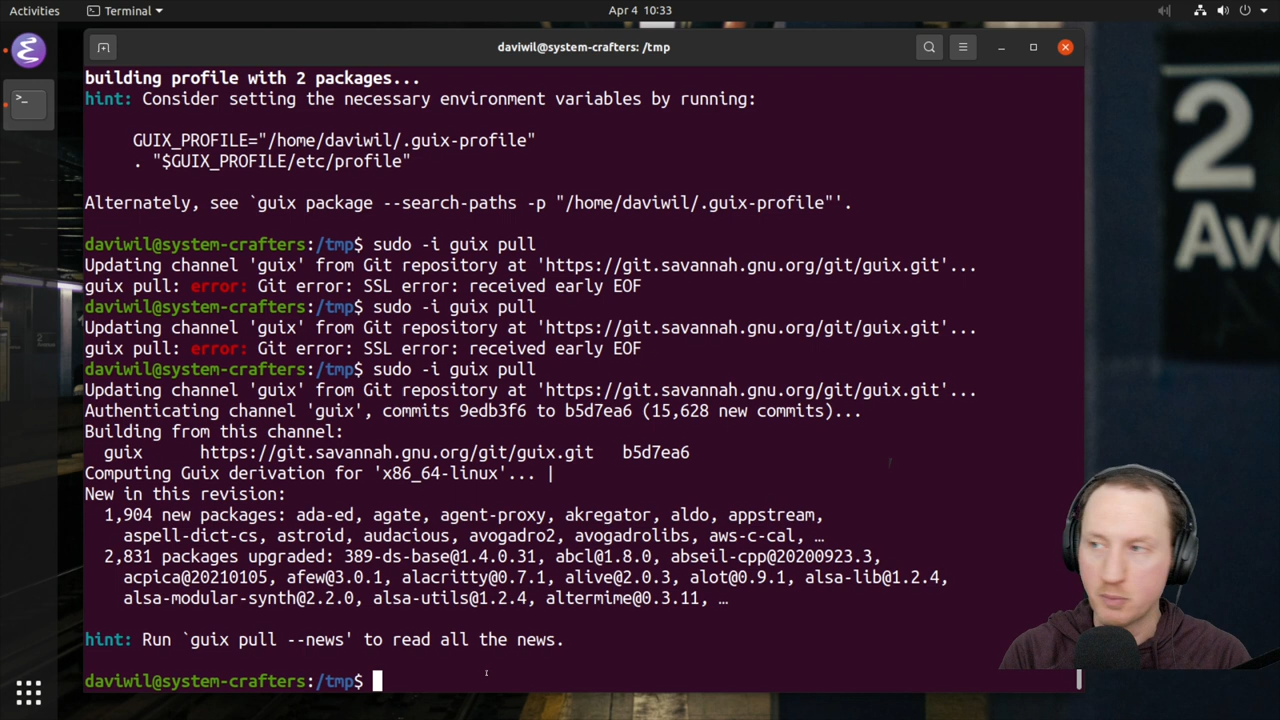 Activities
Terminal
Apr 4 10:33
daviwil@system-crafters: /tmp
building profile with 2 packages...
hint: Consider setting the necessary environment variables by running:
GUIX_PROFILE="/home/daviwil/.guix-profile"
. "$GUIX_PROFILE/etc/profile"
Alternately, see `guix package --search-paths -p "/home/daviwil/.guix-profile"'.
daviwil@system-crafters:/tmp$ sudo -i guix pull
Updating channel 'guix' from Git repository at 'https://git.savannah.gnu.org/git/guix.git'...
guix pull: error: Git error: SSL error: received early EOF
daviwil@system-crafters:/tmp$ sudo -i guix pull
Updating channel 'guix' from Git repository at 'https://git.savannah.gnu.org/git/guix.git'...
guix pull: error: Git error: SSL error: received early EOF
daviwil@system-crafters:/tmp$ sudo -i guix pull
Updating channel 'guix' from Git repository at 'https://git.savannah.gnu.org/git/guix.git'...
Authenticating channel 'guix', commits 9edb3f6 to b5d7ea6 (15,628 new commits)...
Building from this channel:
guix https://git.savannah.gnu.org/git/guix.git b5d7ea6
Computing Guix derivation for 'x86_64-linux'... |
New in this revision:
1,904 new packages: ada-ed, agate, agent-proxy, akregator, aldo, appstream,
aspell-dict-cs, astroid, audacious, avogadro2, avogadrolibs, aws-c-cal, …
2,831 packages upgraded: 389-ds-base@1.4.0.31, abcl@1.8.0, abseil-cpp@20200923.3,
acpica@20210105, afew@3.0.1, alacritty@0.7.1, alive@2.0.3, alot@0.9.1, alsa-lib@1.2.4,
alsa-modular-synth@2.2.0, alsa-utils@1.2.4, altermime@0.3.11, …
hint: Run `guix pull --news' to read all the news.
daviwil@system-crafters:/tmp$
2